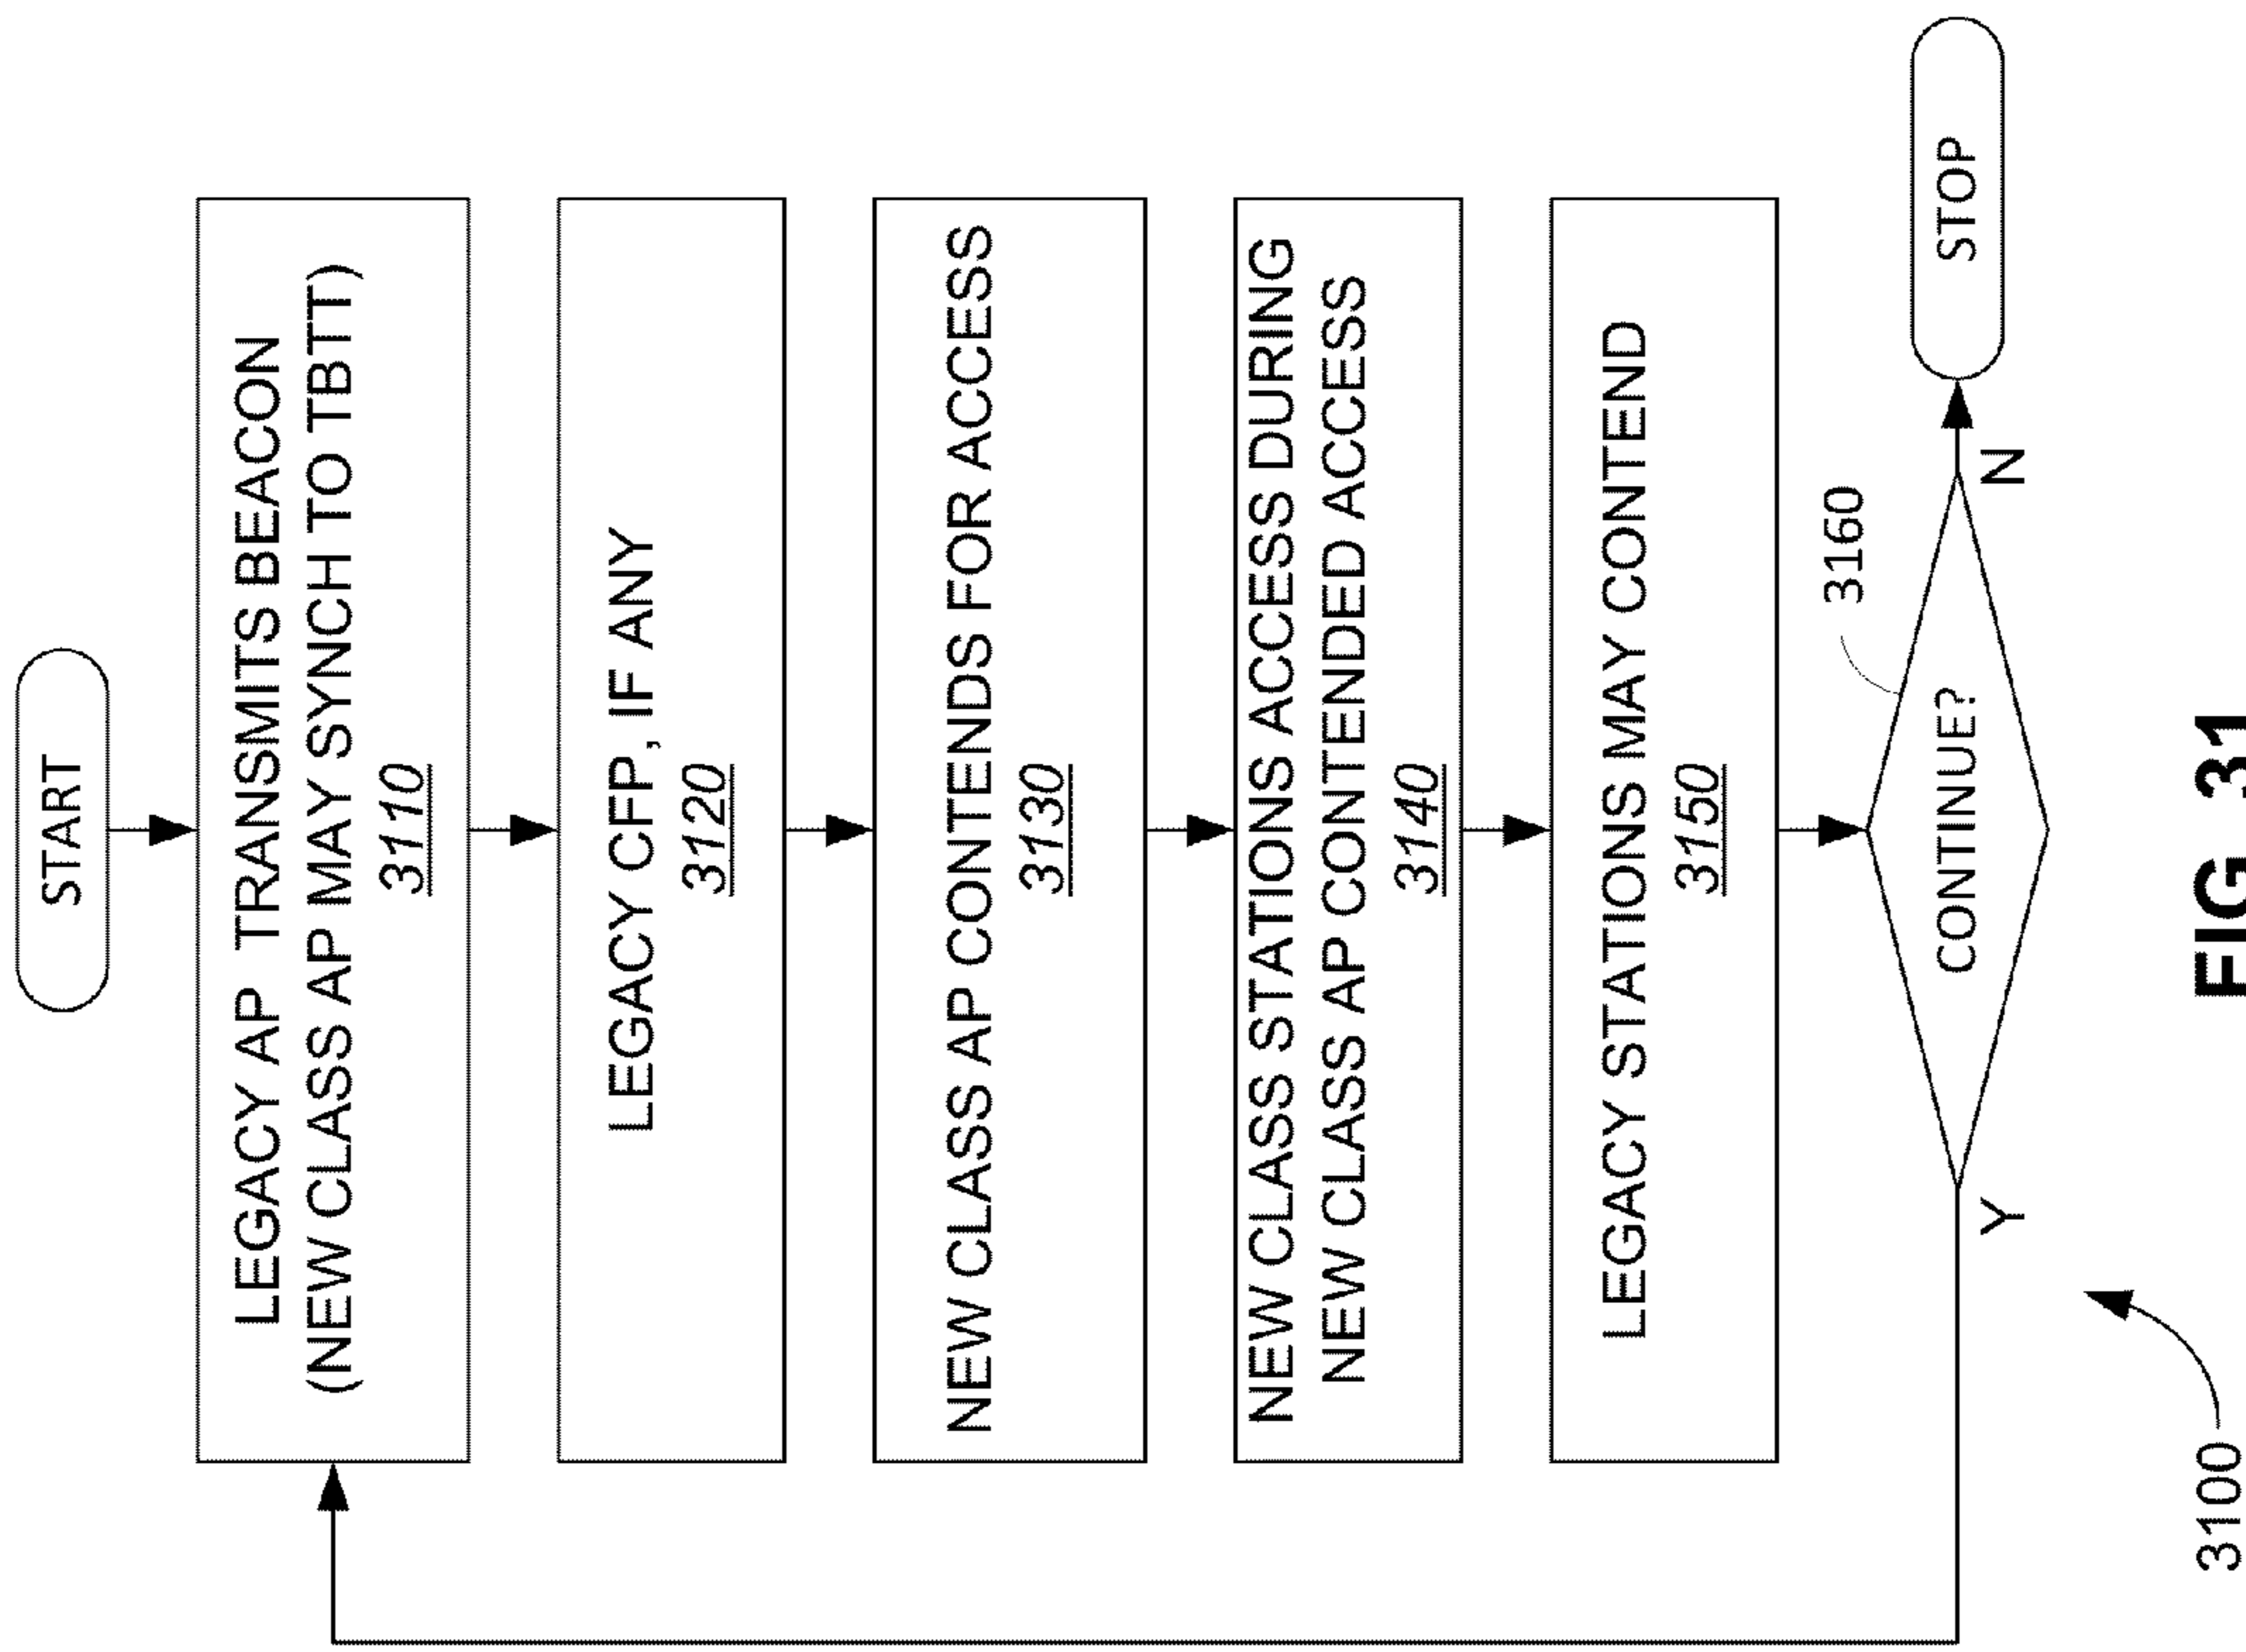 START
LEGACY AP TRANSMITS BEACON
(NEW CLASS AP MAY SYNCH TO TBTT)
3110
LEGACY CFP, IF ANY
3120
NEW CLASS AP CONTENDS FOR ACCESS
3130
NEW CLASS STATIONS ACCESS DURING
NEW CLASS AP CONTENDED ACCESS
3140
LEGACY STATIONS MAY CONTEND
3150
3160
CONTINUE?
Y
N
STOP
3100
FIG. 31